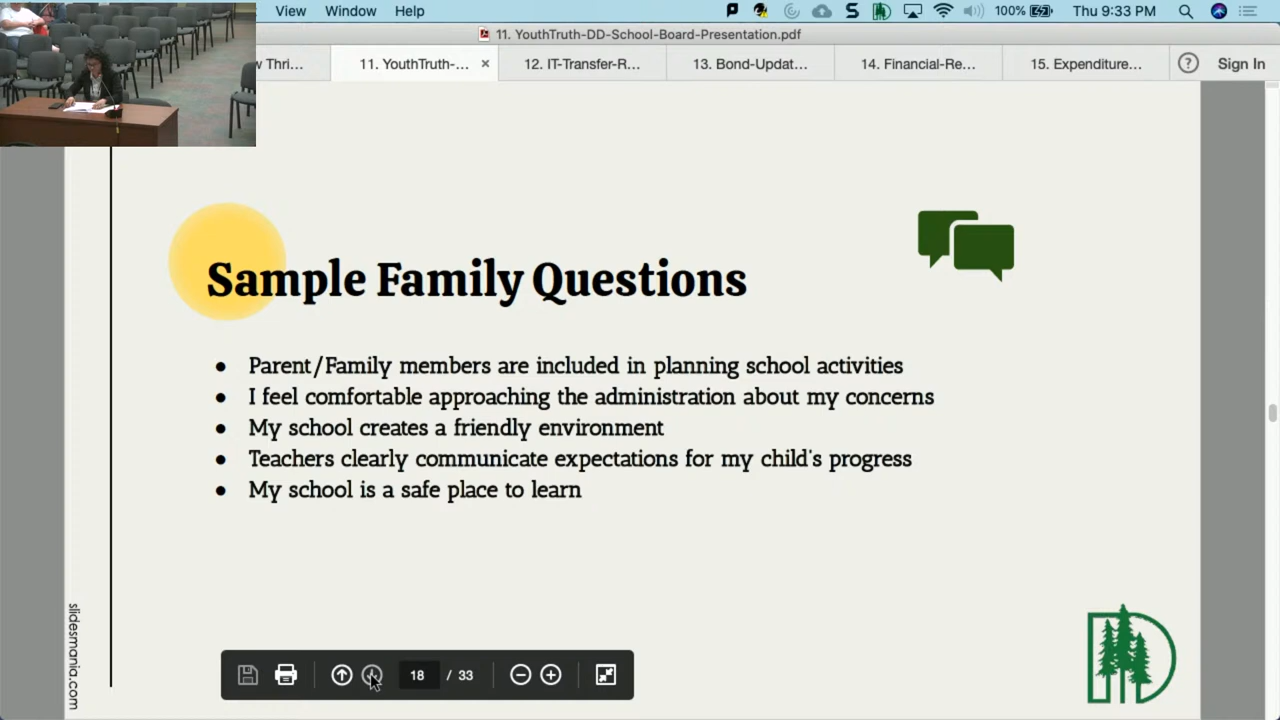 View Window Help
100%
Thu 9:33 PM
11. YouthTruth-DD-School-Board-Presentation.pdf
w Thri...
11. YouthTruth-...
12. IT-Transfer-R...
13. Bond-Updat...
14. Financial-Re...
15. Expenditure...
Sign In
Sample Family Questions
Parent/Family members are included in planning school activities
I feel comfortable approaching the administration about my concerns
My school creates a friendly environment
Teachers clearly communicate expectations for my child's progress
My school is a safe place to learn
slidesmania.com
18 / 33
D